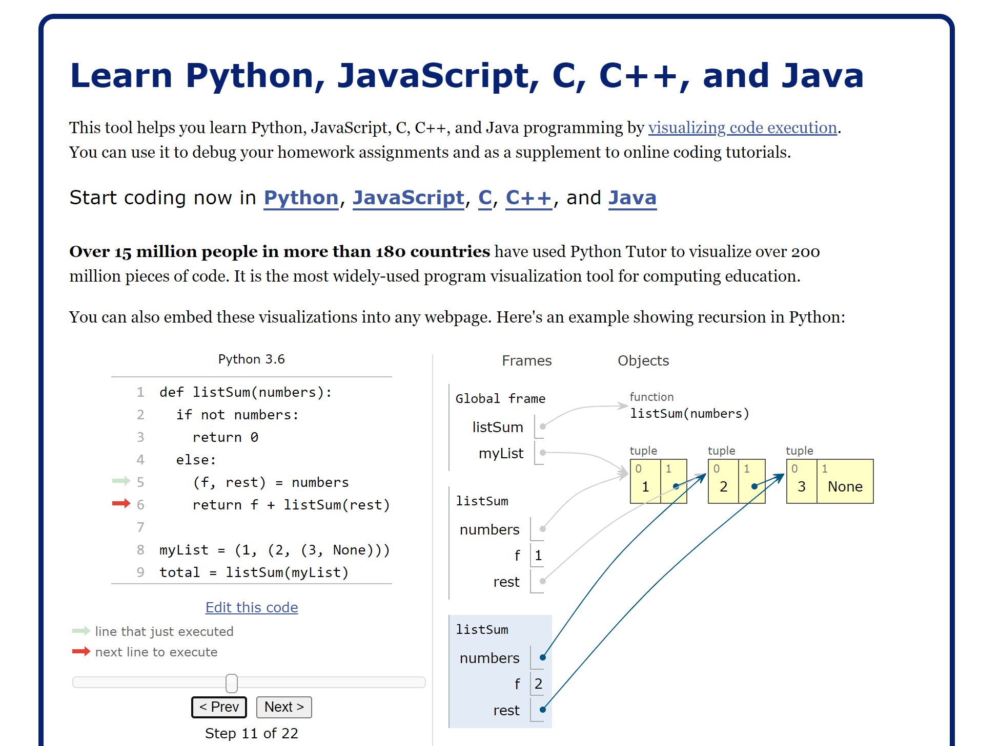 Learn Python, JavaScript, C, C++, and Java
This tool helps you learn Python, JavaScript, C, C++, and Java programming by visualizing code execution.
You can use it to debug your homework assignments and as a supplement to online coding tutorials.
Start coding now in Python, JavaScript, C, C++, and Java
Over 15 million people in more than 180 countries have used Python Tutor to visualize over 200
million pieces of code. It is the most widely-used program visualization tool for computing education.
You can also embed these visualizations into any webpage. Here's an example showing recursion in Python:
Python 3.6
1 def listSum(numbers):
2   if not numbers:
3     return 0
4   else:
5     (f, rest) = numbers
6     return f + listSum(rest)
7
8 myList = (1, (2, (3, None)))
9 total = listSum(myList)
Edit this code
line that just executed
next line to execute
< Prev Next >
Step 11 of 22
Frames Objects
Global frame
listSum
myList
function
listSum(numbers)
tuple tuple tuple
0 1 0 1 0 1
1 2 3 None
listSum
numbers
f 1
rest
listSum
numbers
f 2
rest